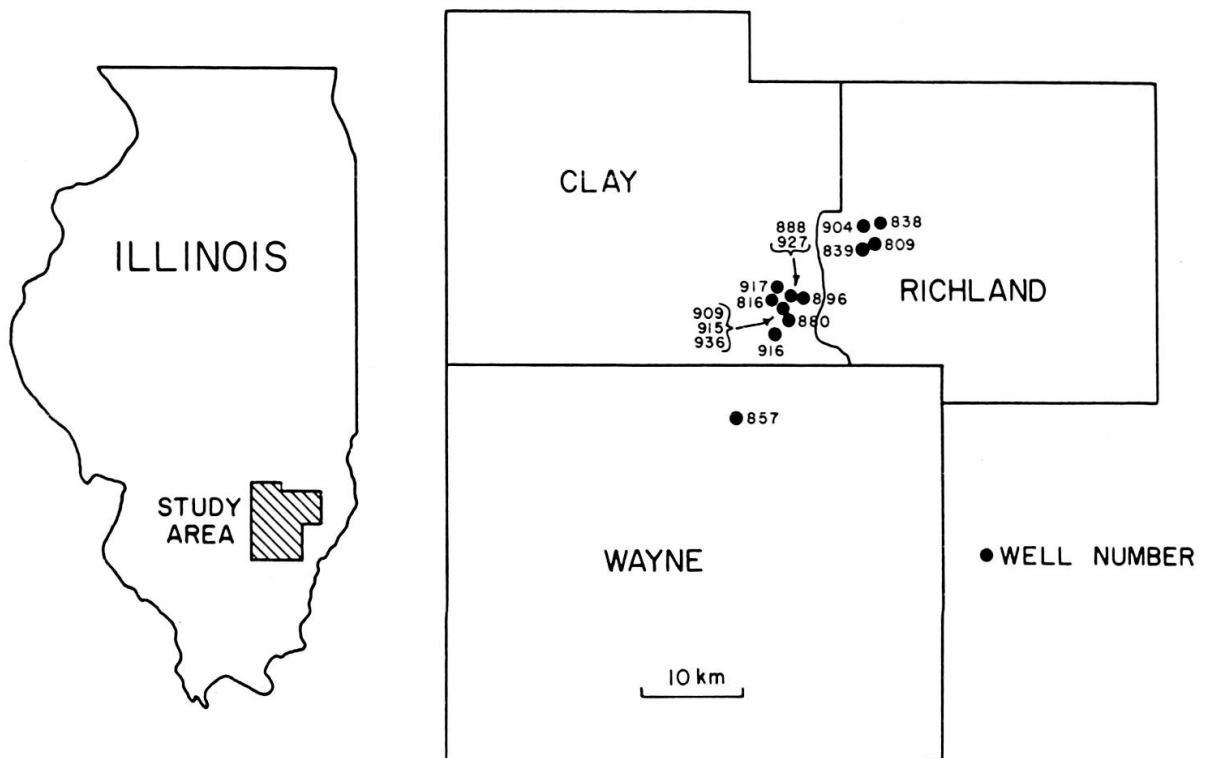 ILLINOIS
STUDY
AREA
CLAY
RICHLAND
WAYNE
888
927
904
838
839
809
917
816
896
909
915
936
880
916
857
10 km
WELL NUMBER